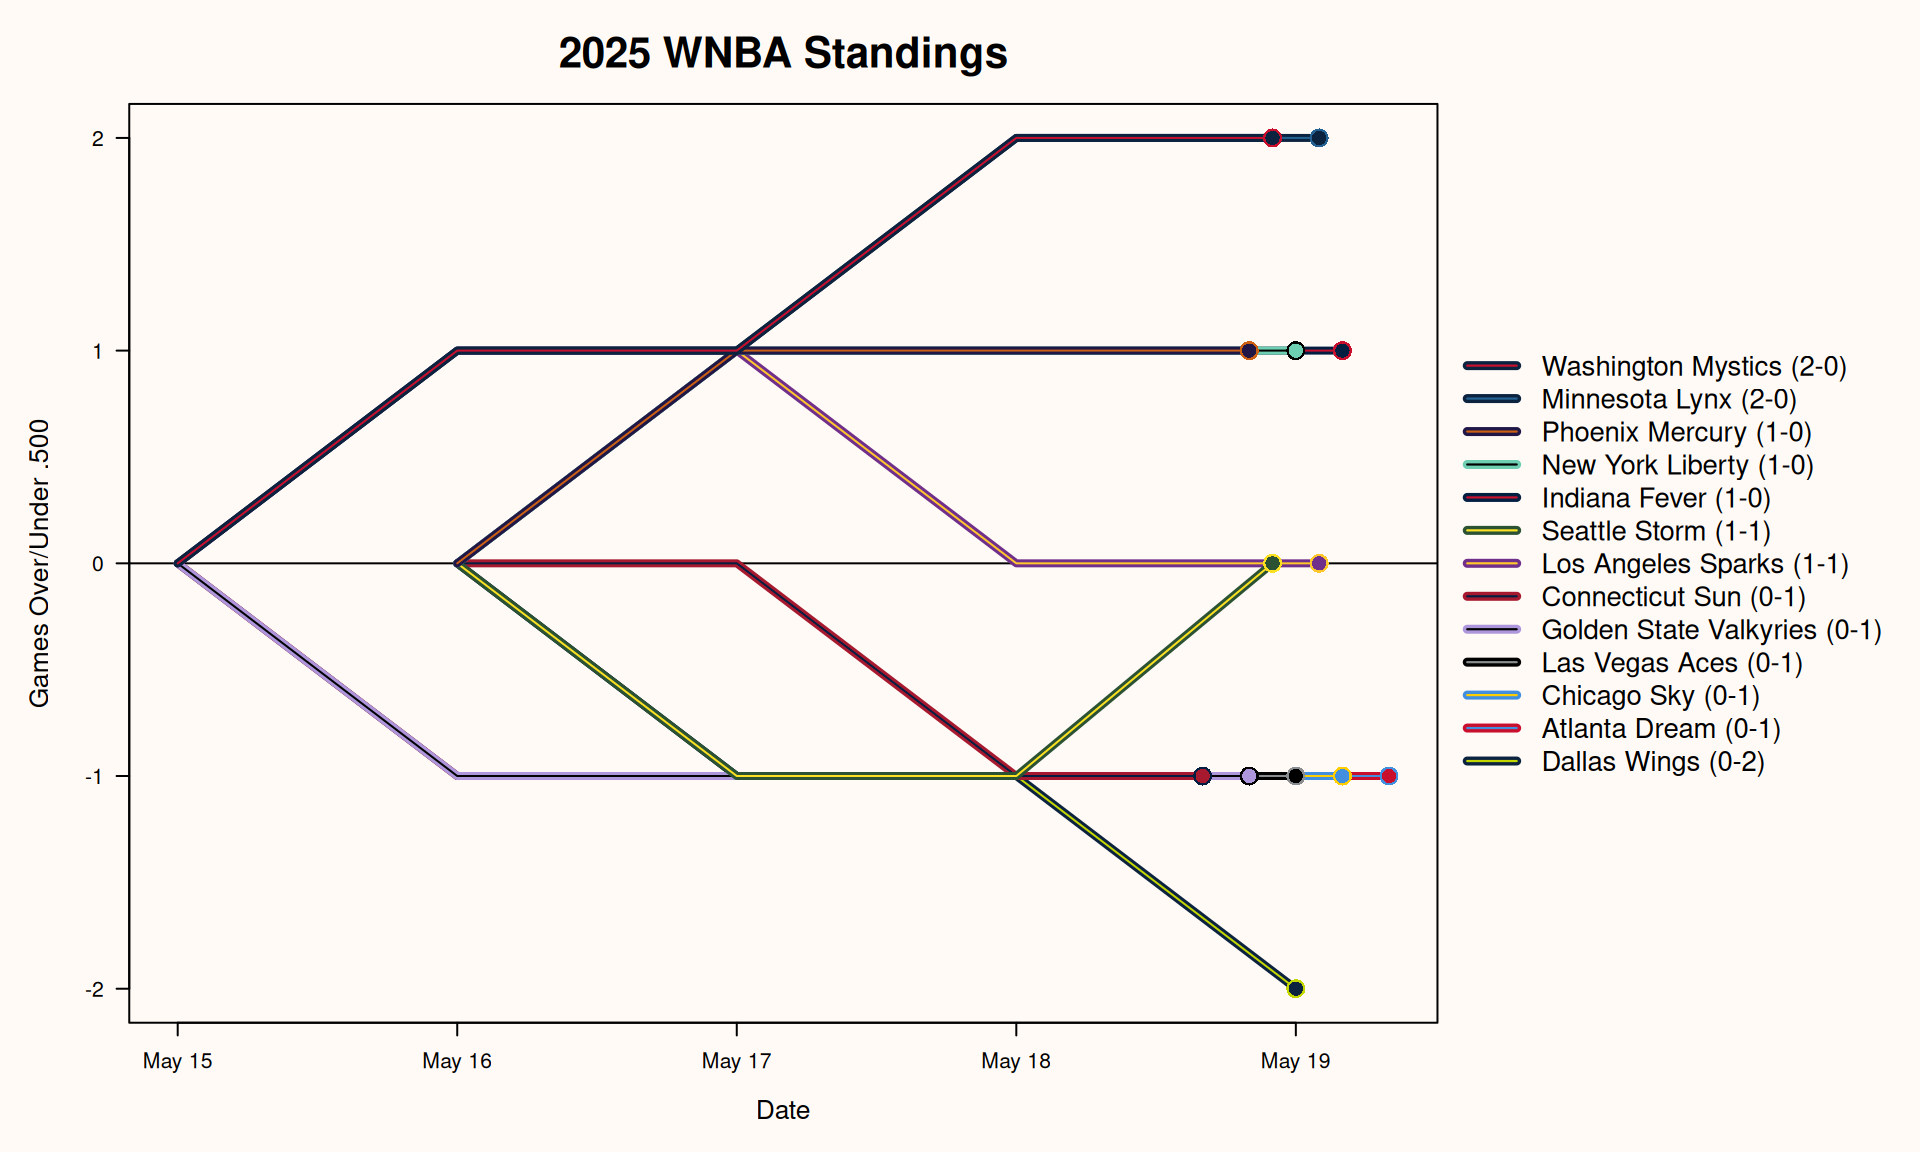 2025 WNBA Standings
2
1
0
-1
-2
Games Over/Under .500
May 15
May 16
May 17
May 18
May 19
Date
Washington Mystics (2-0)
Minnesota Lynx (2-0)
Phoenix Mercury (1-0)
New York Liberty (1-0)
Indiana Fever (1-0)
Seattle Storm (1-1)
Los Angeles Sparks (1-1)
Connecticut Sun (0-1)
Golden State Valkyries (0-1)
Las Vegas Aces (0-1)
Chicago Sky (0-1)
Atlanta Dream (0-1)
Dallas Wings (0-2)